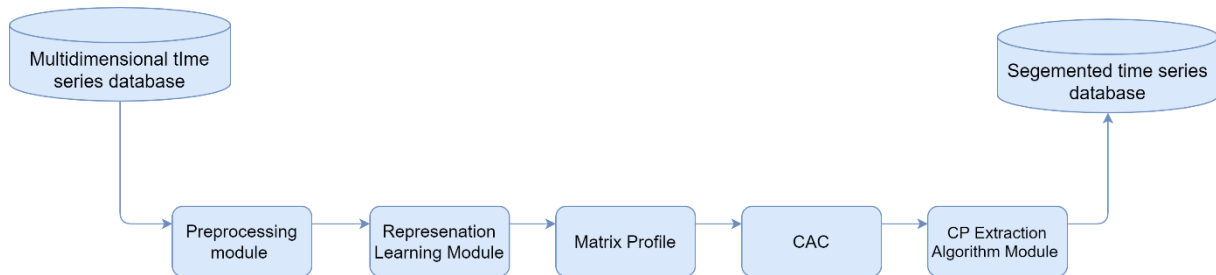 Multidimensional tIme
series database
Segemented time series
database
Preprocessing
module
Represenation
Learning Module
Matrix Profile
CAC
CP Extraction
Algorithm Module